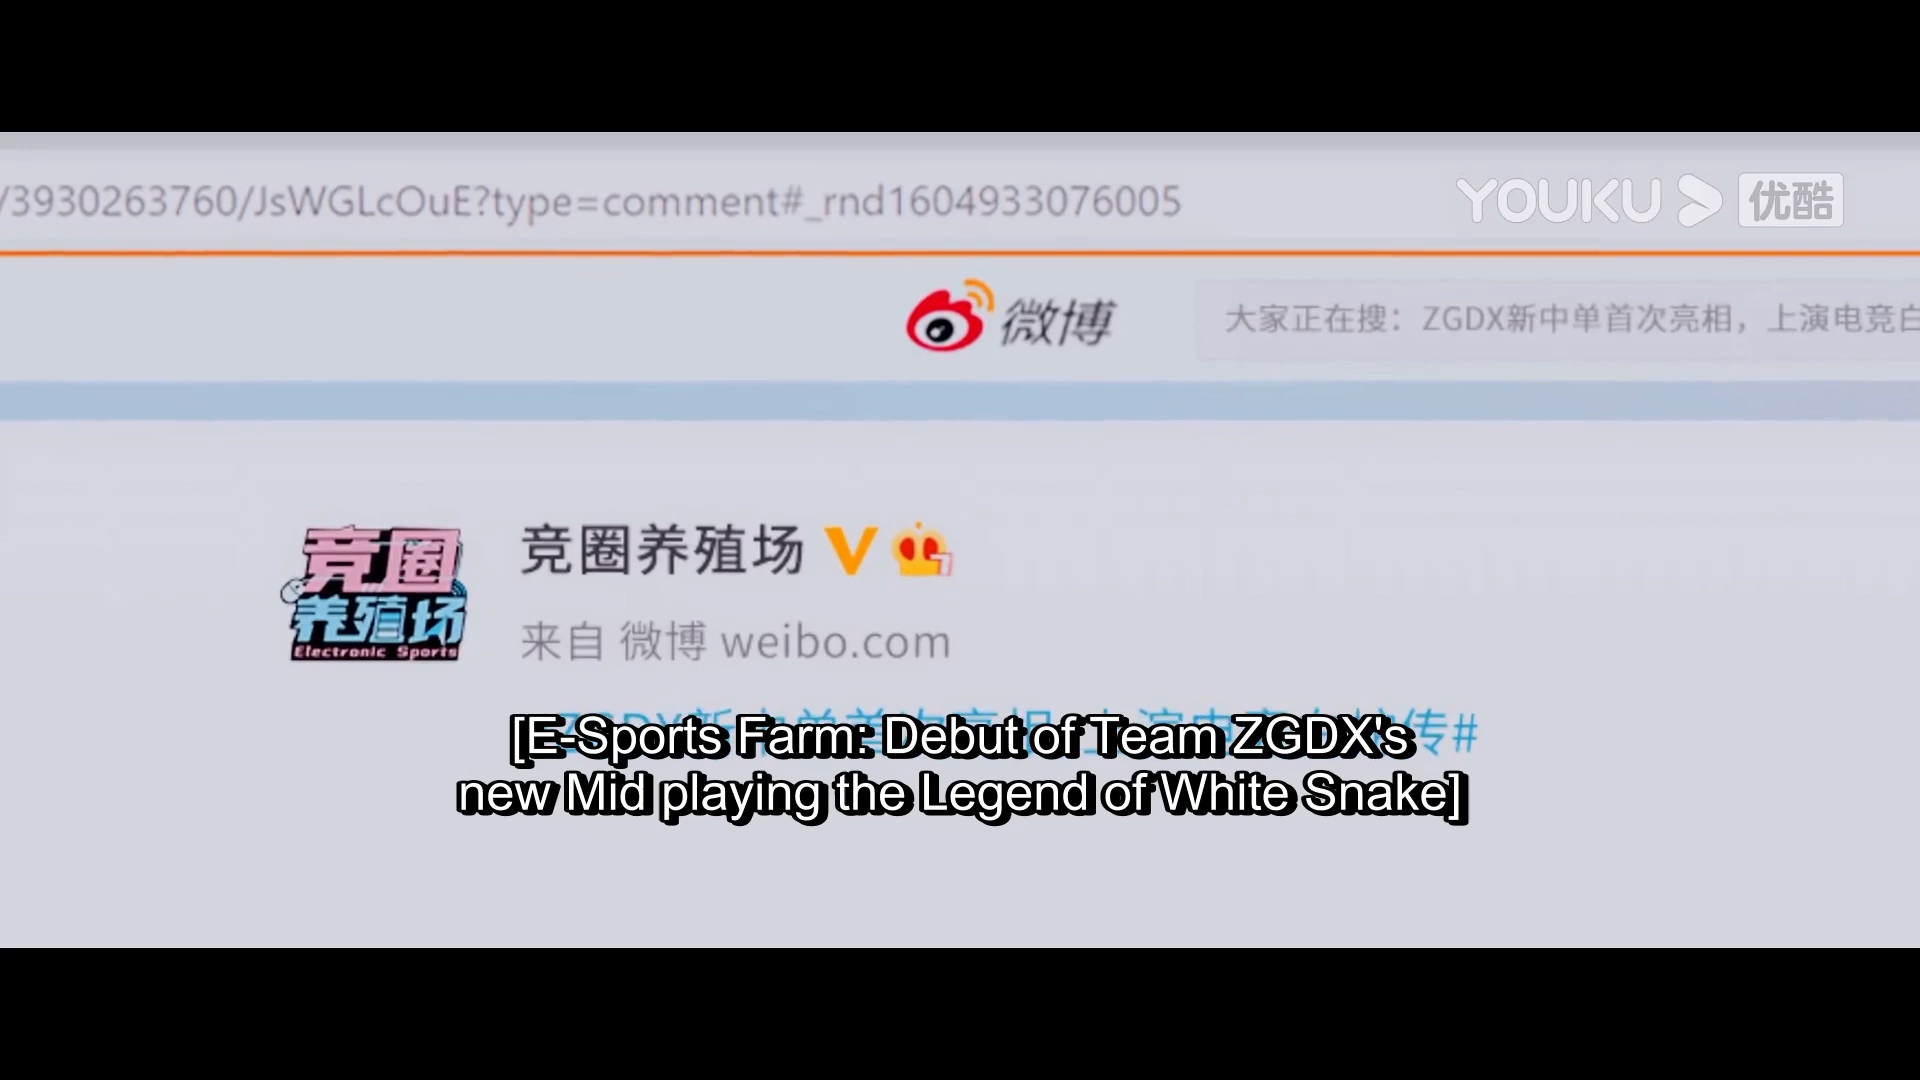 /3930263760/JsWGLcOuE?type=comment#_rnd1604933076005
YOUKU 优酷
微博
大家正在搜：ZGDX新中单首次亮相，上演电竞白
竞圈养殖场
竞圈
养殖场
Electronic Sports
来自 微博 weibo.com
[E-Sports Farm: Debut of Team ZGDX's
new Mid playing the Legend of White Snake]